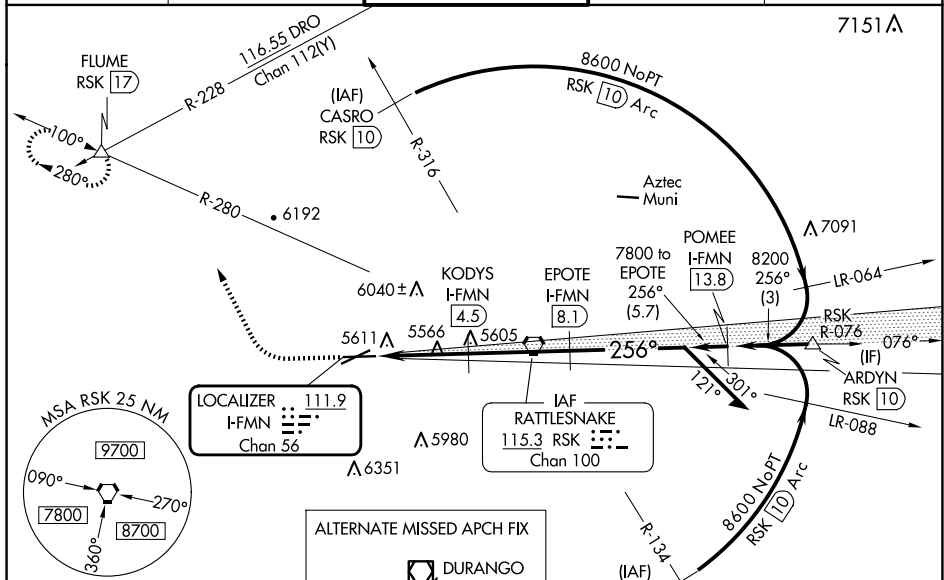 7151
116.55 DRO
Chan 112(Y)
R-228
FLUME
RSK 17
100°
280°
(IAF)
CASRO
RSK 10
R-316
8600 NoPT
RSK 10 Arc
Aztec
Muni
R-280
6192
7091
7800 to
EPOTE
256°
(5.7)
POMEE
I-FMN
13.8
8200
256°
(3)
LR-064
6040±
KODYS
I-FMN
4.5
EPOTE
I-FMN
8.1
5611
5566
5605
RSK
R-076
076°
256°
(IF)
ARDYN
RSK 10
121°
301°
LR-088
LOCALIZER 111.9
I-FMN
Chan 56
IAF
RATTLESNAKE
115.3 RSK
Chan 100
5980
6351
MSA RSK 25 NM
9700
090°
270°
7800
8700
360°
ALTERNATE MISSED APCH FIX
DURANGO
R-134
(IAF)
8600 NoPT
RSK 10 Arc